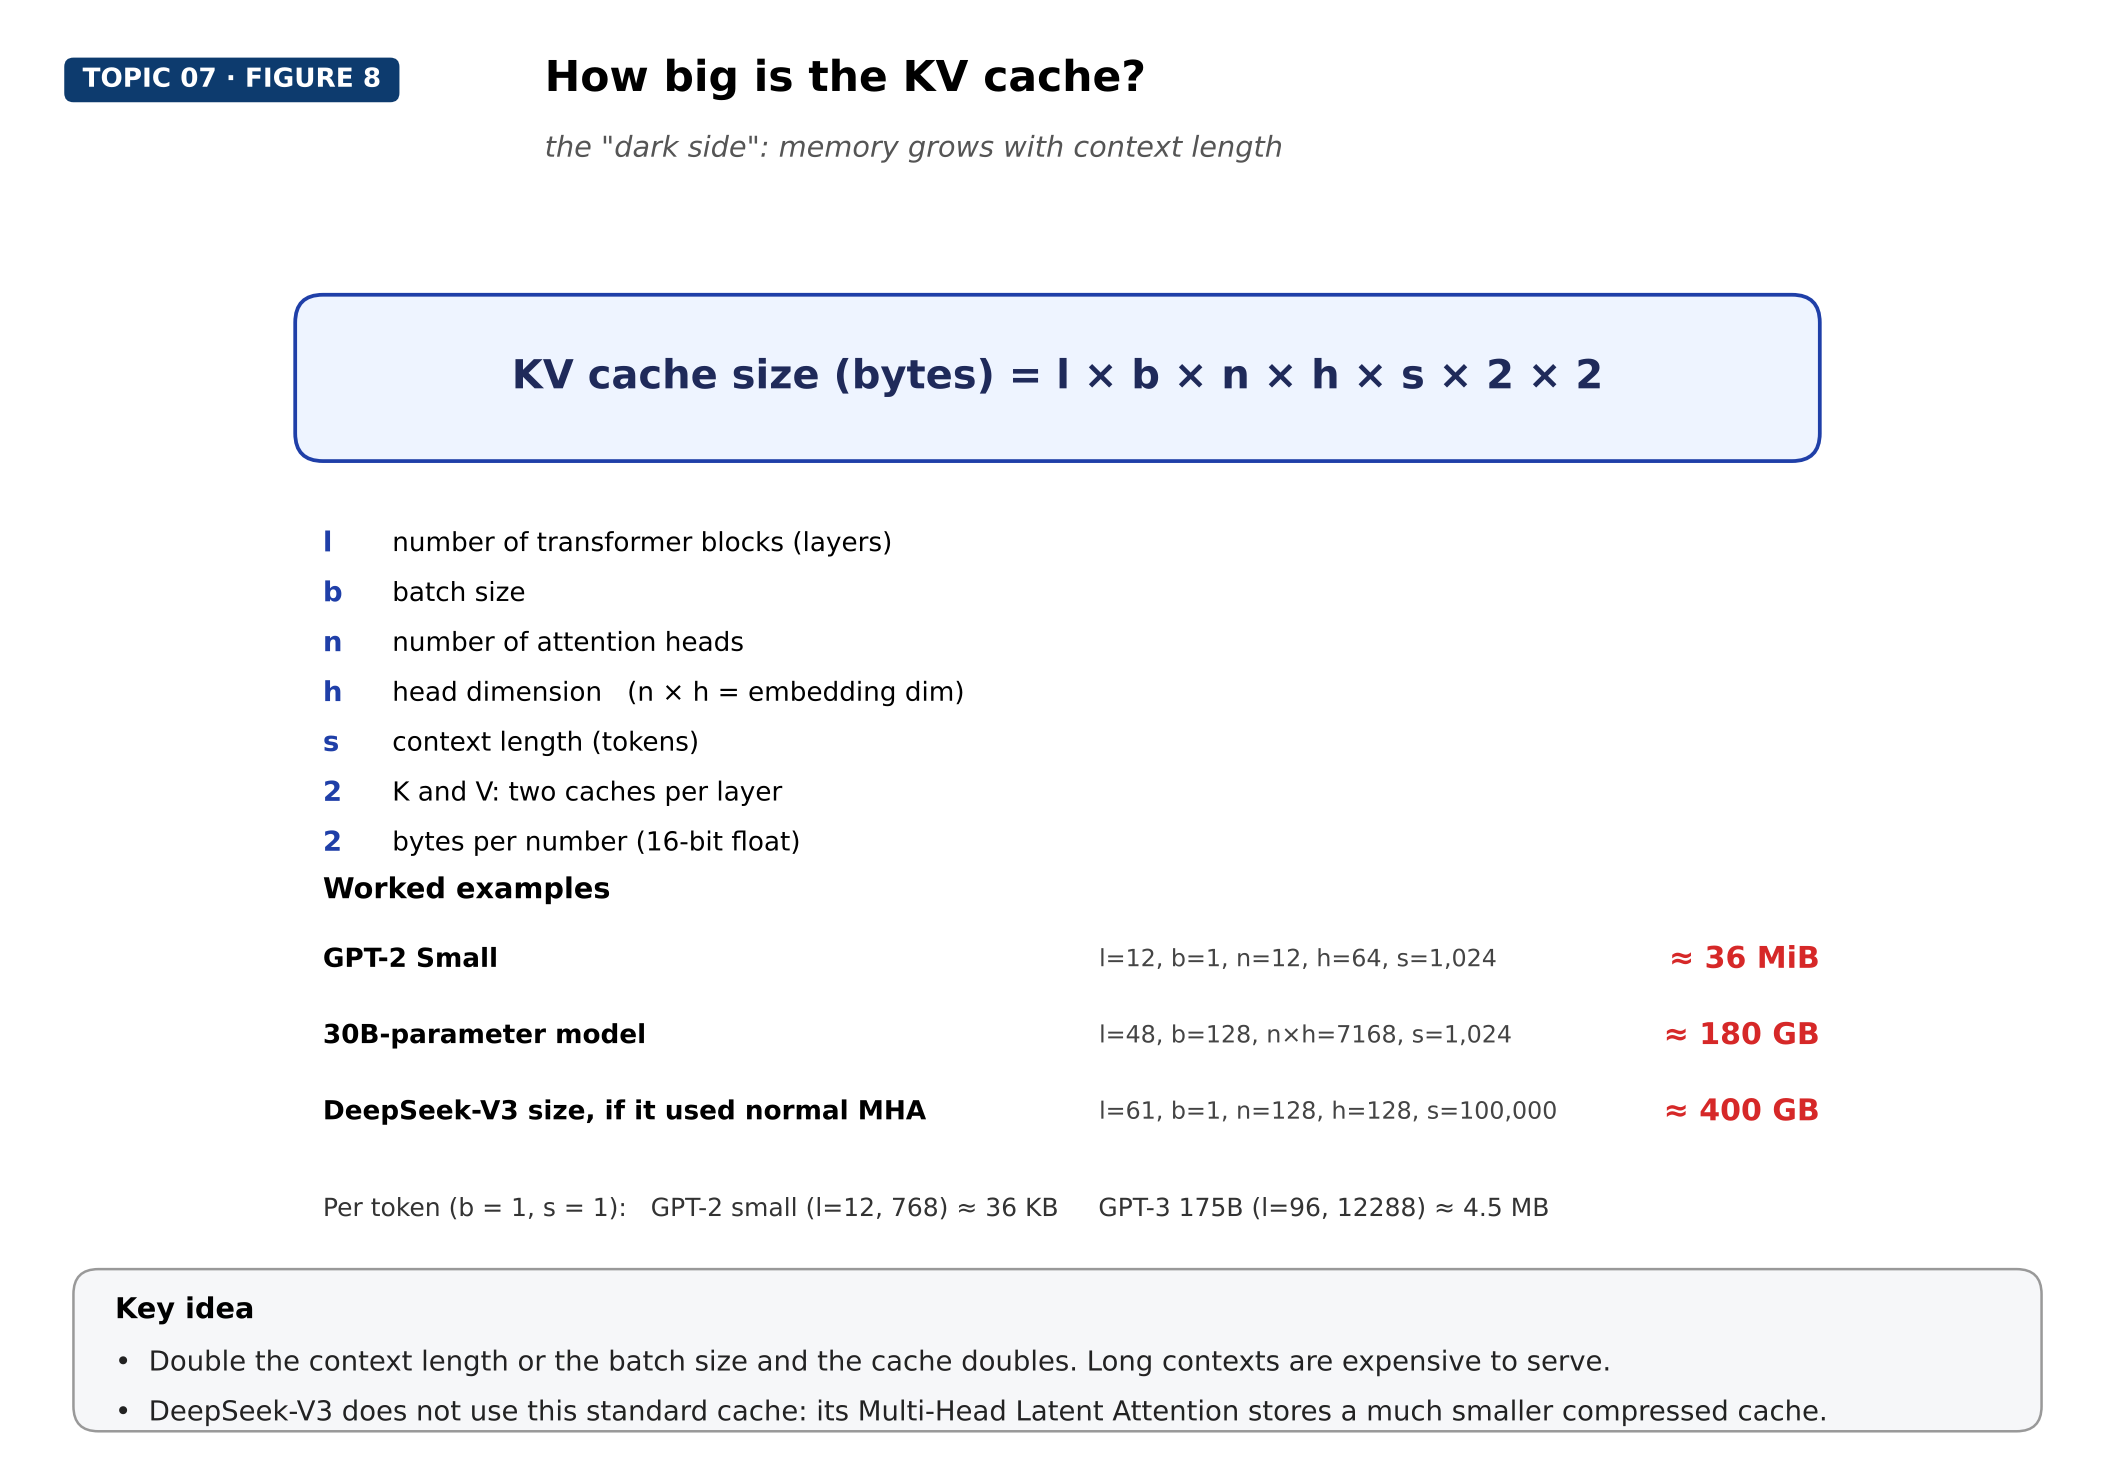 TOPIC 07 · FIGURE 8
How big is the KV cache?
the "dark side": memory grows with context length
KV cache size (bytes) = l × b × n × h × s × 2 × 2
l number of transformer blocks (layers)
b batch size
n number of attention heads
h head dimension (n × h = embedding dim)
s context length (tokens)
2 K and V: two caches per layer
2 bytes per number (16-bit float)
Worked examples
GPT-2 Small l=12, b=1, n=12, h=64, s=1,024 ≈ 36 MiB
30B-parameter model l=48, b=128, n×h=7168, s=1,024 ≈ 180 GB
DeepSeek-V3 size, if it used normal MHA l=61, b=1, n=128, h=128, s=100,000 ≈ 400 GB
Per token (b = 1, s = 1): GPT-2 small (l=12, 768) ≈ 36 KB GPT-3 175B (l=96, 12288) ≈ 4.5 MB
Key idea
• Double the context length or the batch size and the cache doubles. Long contexts are expensive to serve.
• DeepSeek-V3 does not use this standard cache: its Multi-Head Latent Attention stores a much smaller compressed cache.